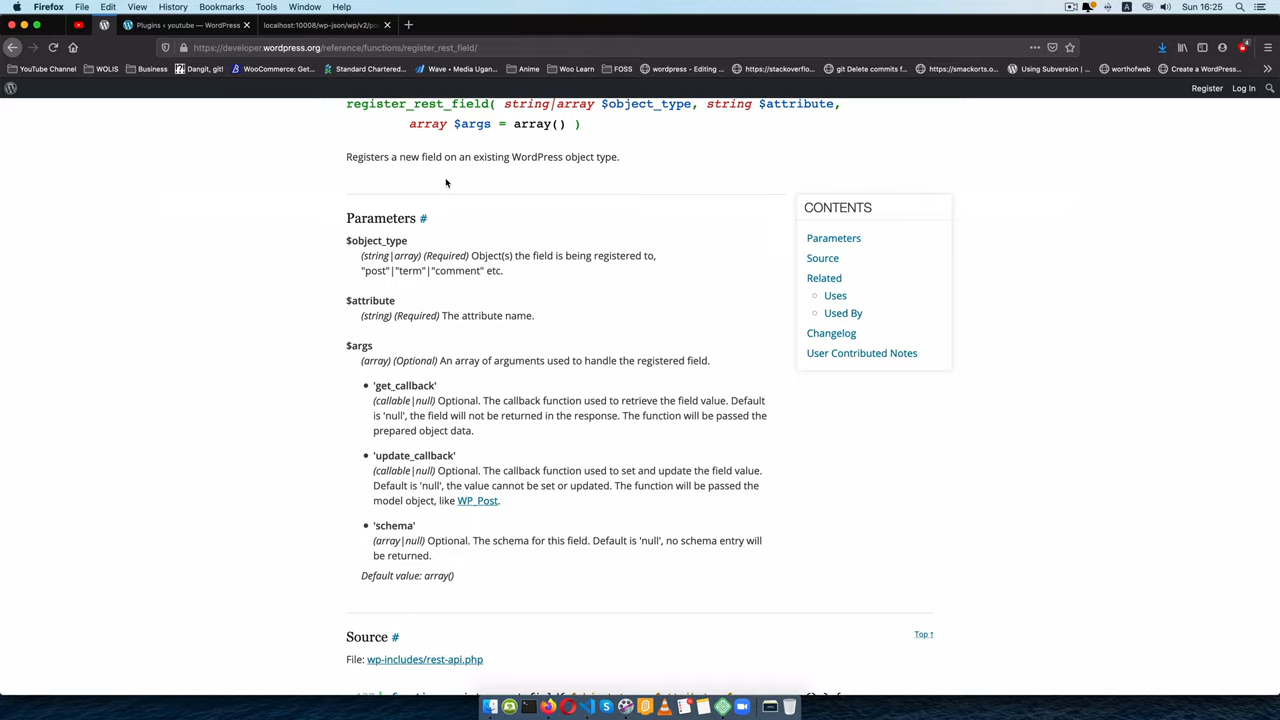 Firefox File Edit View History Bookmarks Tools Window Help
Sun 16:25
Plugins ‹ youtube — WordPress × localhost:10008/wp-json/wp/v2/po × +
https://developer.wordpress.org/reference/functions/register_rest_field/
4
YouTube Channel WOLIS Business Dangit, git! WooCommerce: Get... Standard Chartered... Wave - Media Ugan... Anime Woo Learn FOSS wordpress - Editing ... https://stackoverflo... git Delete commits f... https://smackorts.o... Using Subversion | ... worthofweb Create a WordPress...
Register Log In
register_rest_field( string|array $object_type, string $attribute,
array $args = array() )
Registers a new field on an existing WordPress object type.
CONTENTS
Parameters
Source
Related
Uses
Used By
Changelog
User Contributed Notes
Parameters #
$object_type
(string|array) (Required) Object(s) the field is being registered to,
"post"|"term"|"comment" etc.
$attribute
(string) (Required) The attribute name.
$args
(array) (Optional) An array of arguments used to handle the registered field.
'get_callback'
(callable|null) Optional. The callback function used to retrieve the field value. Default
is 'null', the field will not be returned in the response. The function will be passed the
prepared object data.
'update_callback'
(callable|null) Optional. The callback function used to set and update the field value.
Default is 'null', the value cannot be set or updated. The function will be passed the
model object, like WP_Post.
'schema'
(array|null) Optional. The schema for this field. Default is 'null', no schema entry will
be returned.
Default value: array()
Source #
Top ↑
File: wp-includes/rest-api.php